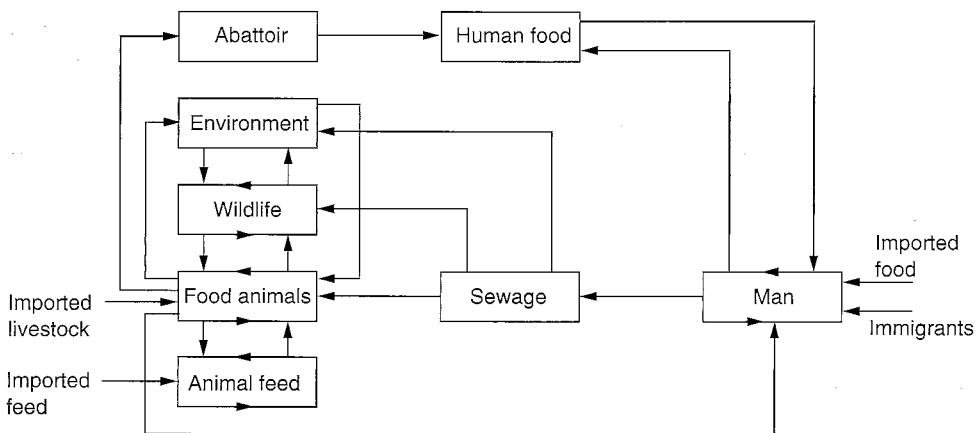 Abattoir
Human food
Environment
Wildlife
Food animals
Sewage
Man
Imported
food
Imported
livestock
Immigrants
Animal feed
Imported
feed